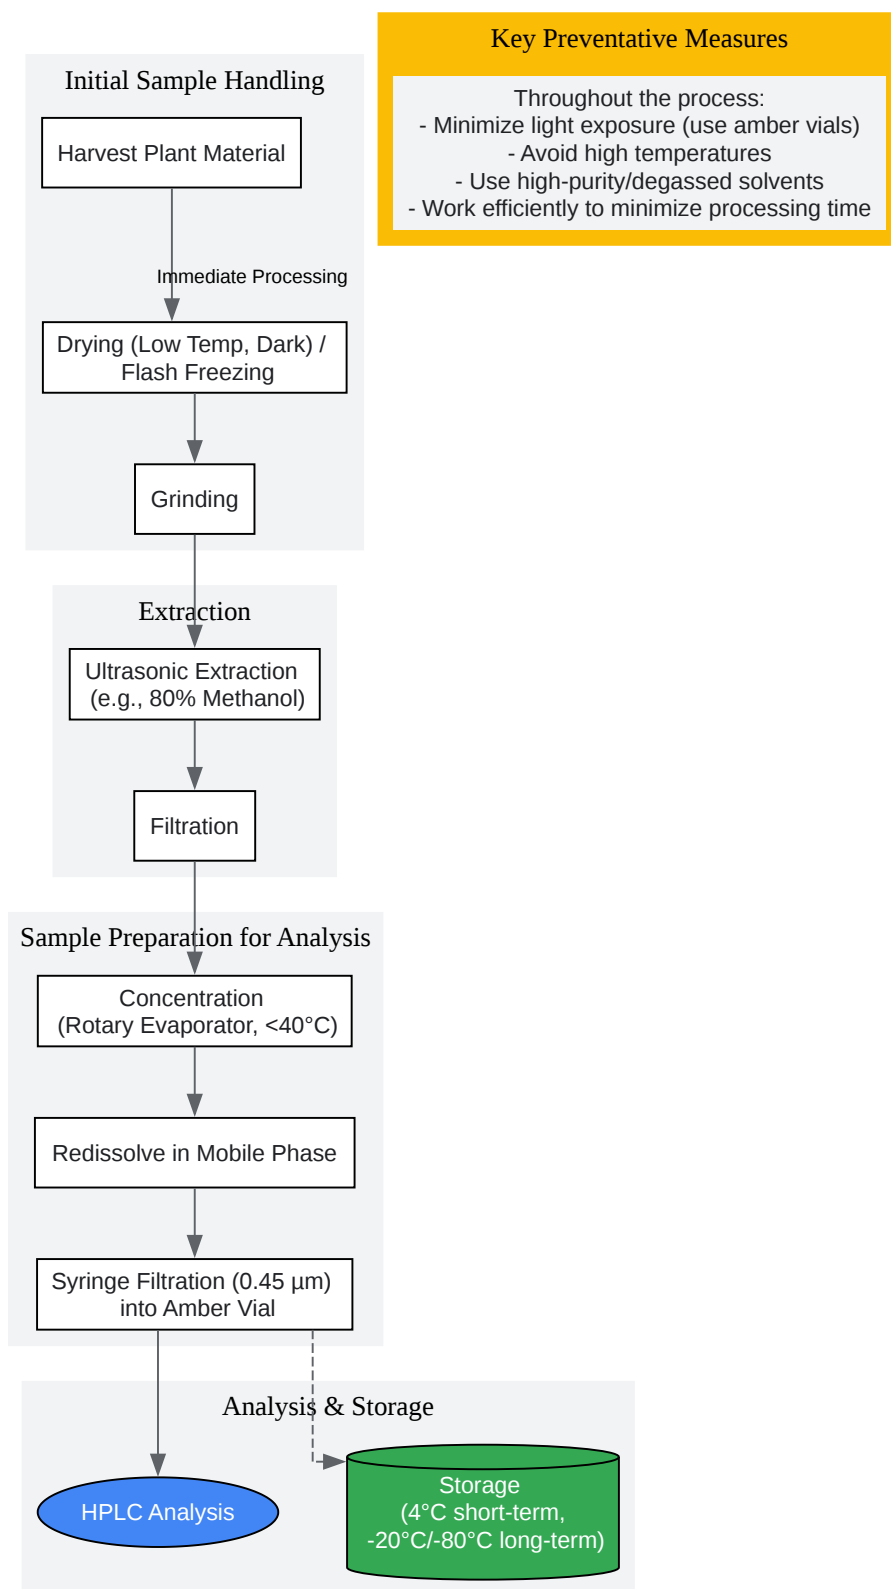 Key Preventative Measures
Throughout the process:
- Minimize light exposure (use amber vials)
- Avoid high temperatures
- Use high-purity/degassed solvents
- Work efficiently to minimize processing time
Initial Sample Handling
Harvest Plant Material
Immediate Processing
Drying (Low Temp, Dark) /
Flash Freezing
Grinding
Extraction
Ultrasonic Extraction
(e.g., 80% Methanol)
Filtration
Sample Preparation for Analysis
Concentration
(Rotary Evaporator, <40°C)
Redissolve in Mobile Phase
Syringe Filtration (0.45 µm)
into Amber Vial
Analysis & Storage
HPLC Analysis
Storage
(4°C short-term,
-20°C/-80°C long-term)